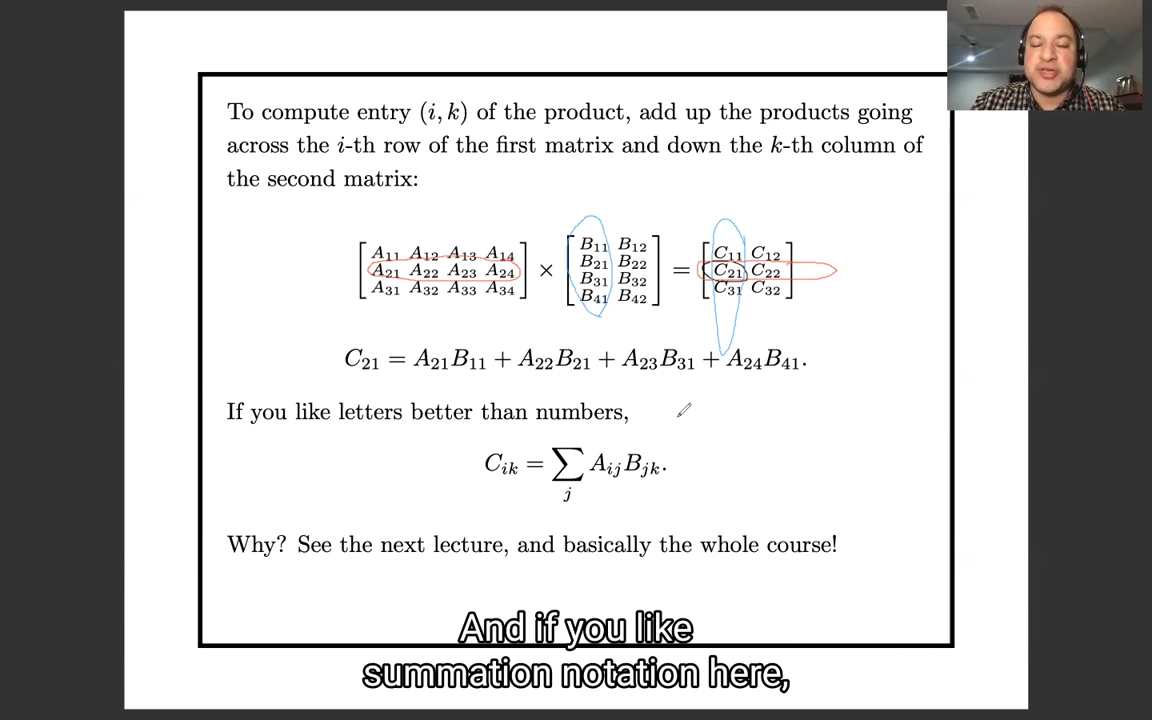 To compute entry (i, k) of the product, add up the products going
across the i-th row of the first matrix and down the k-th column of
the second matrix:
[A₁₁ A₁₂ A₁₃ A₁₄; A₂₁ A₂₂ A₂₃ A₂₄; A₃₁ A₃₂ A₃₃ A₃₄] × [B₁₁ B₁₂; B₂₁ B₂₂; B₃₁ B₃₂; B₄₁ B₄₂] = [C₁₁ C₁₂; C₂₁ C₂₂; C₃₁ C₃₂]
C₂₁ = A₂₁B₁₁ + A₂₂B₂₁ + A₂₃B₃₁ + A₂₄B₄₁.
If you like letters better than numbers,
Cᵢₖ = ∑ⱼ AᵢⱼBⱼₖ.
Why? See the next lecture, and basically the whole course!
And if you like
summation notation here,